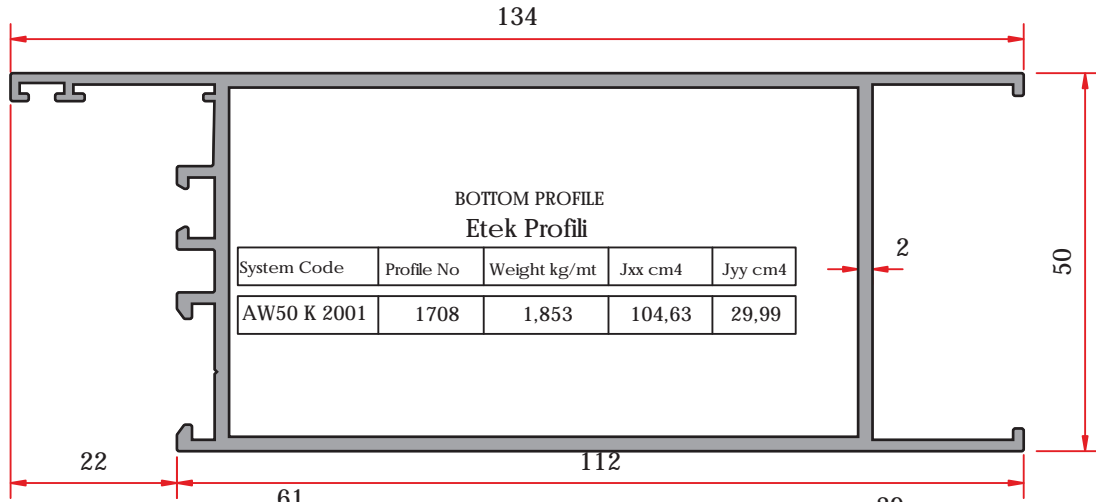 134
BOTTOM PROFILE
Etek Profili
System Code Profile No Weight kg/mt Jxx cm4 Jyy cm4
AW50 K 2001 1708 1,853 104,63 29,99
2
50
22
112
61